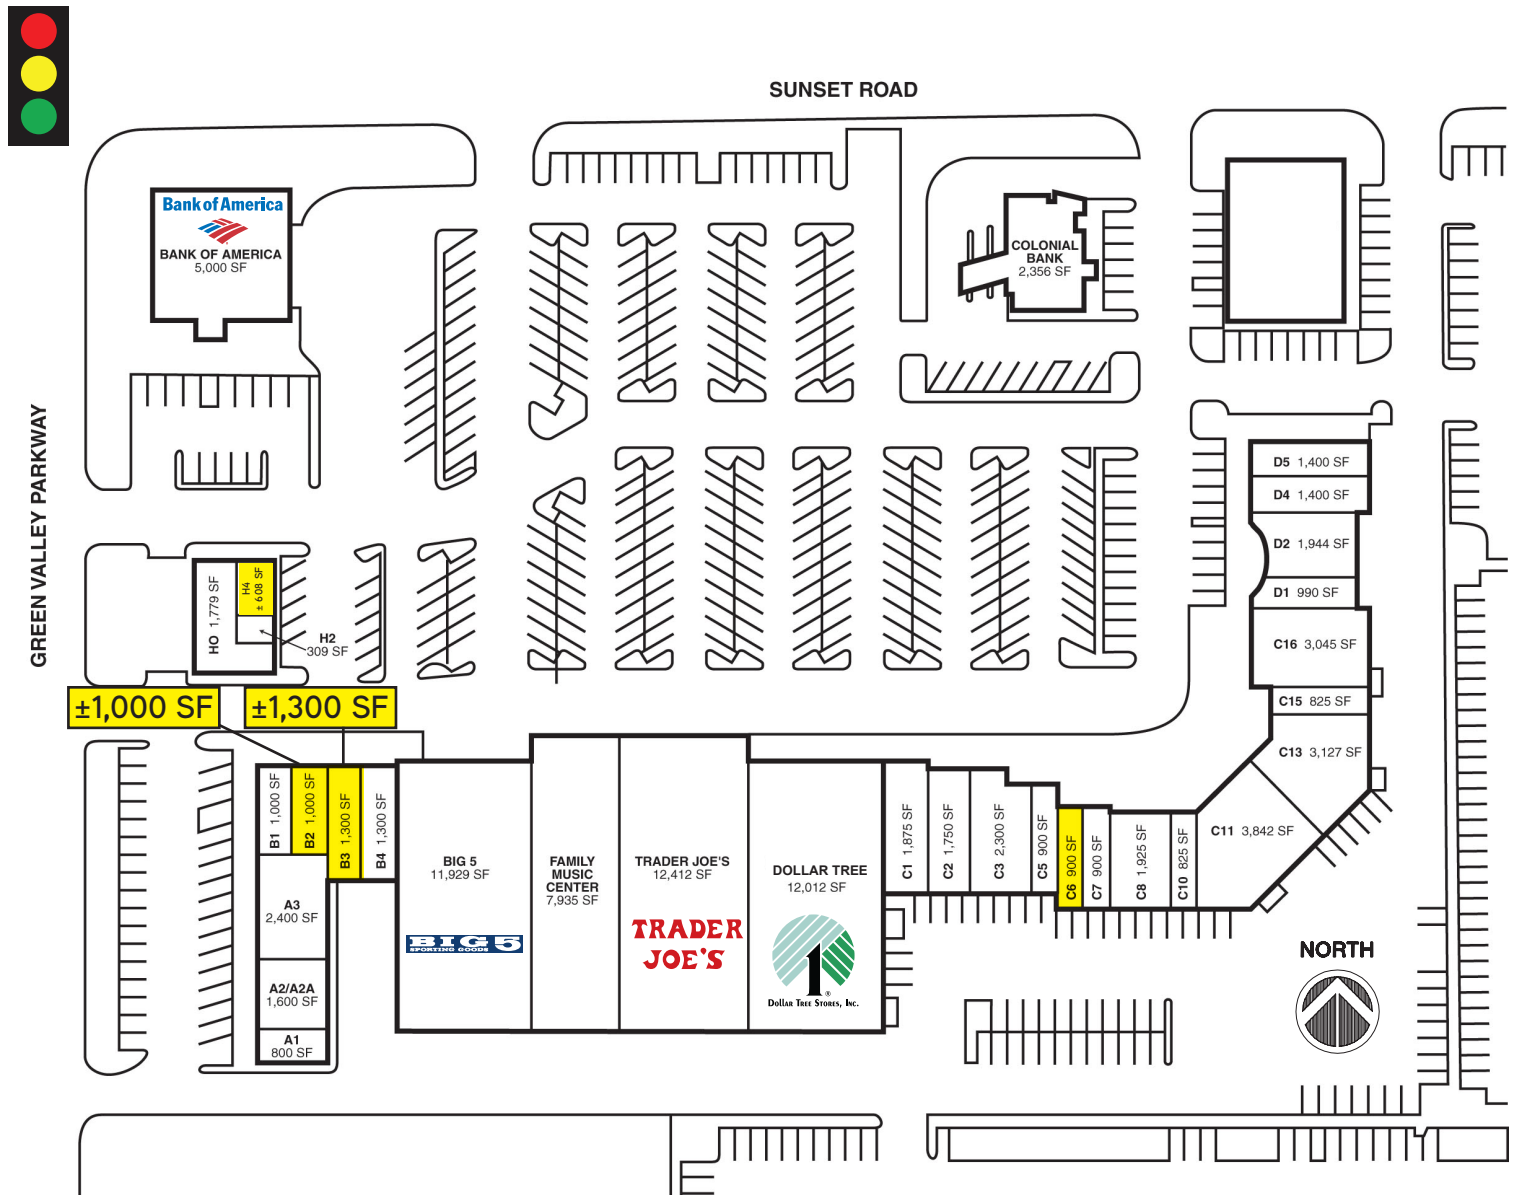 SUNSET ROAD
Bank of America
BANK OF AMERICA
5,000 SF
COLONIAL
BANK
2,356 SF
GREEN VALLEY PARKWAY
HO 1,779 SF
H4
± 608 SF
H2
309 SF
±1,000 SF
±1,300 SF
B1 1,000 SF
B2 1,000 SF
B3 1,300 SF
B4 1,300 SF
A3
2,400 SF
A2/A2A
1,600 SF
A1
800 SF
BIG 5
11,929 SF
BIG 5
SPORTING GOODS
FAMILY
MUSIC
CENTER
7,935 SF
TRADER JOE'S
12,412 SF
TRADER
JOE'S
DOLLAR TREE
12,012 SF
1
®
Dollar Tree Stores, Inc.
C1 1,875 SF
C2 1,750 SF
C3 2,300 SF
C5 900 SF
C6 900 SF
C7 900 SF
C8 1,925 SF
C10 825 SF
C11 3,842 SF
C13 3,127 SF
C15 825 SF
C16 3,045 SF
D1 990 SF
D2 1,944 SF
D4 1,400 SF
D5 1,400 SF
NORTH